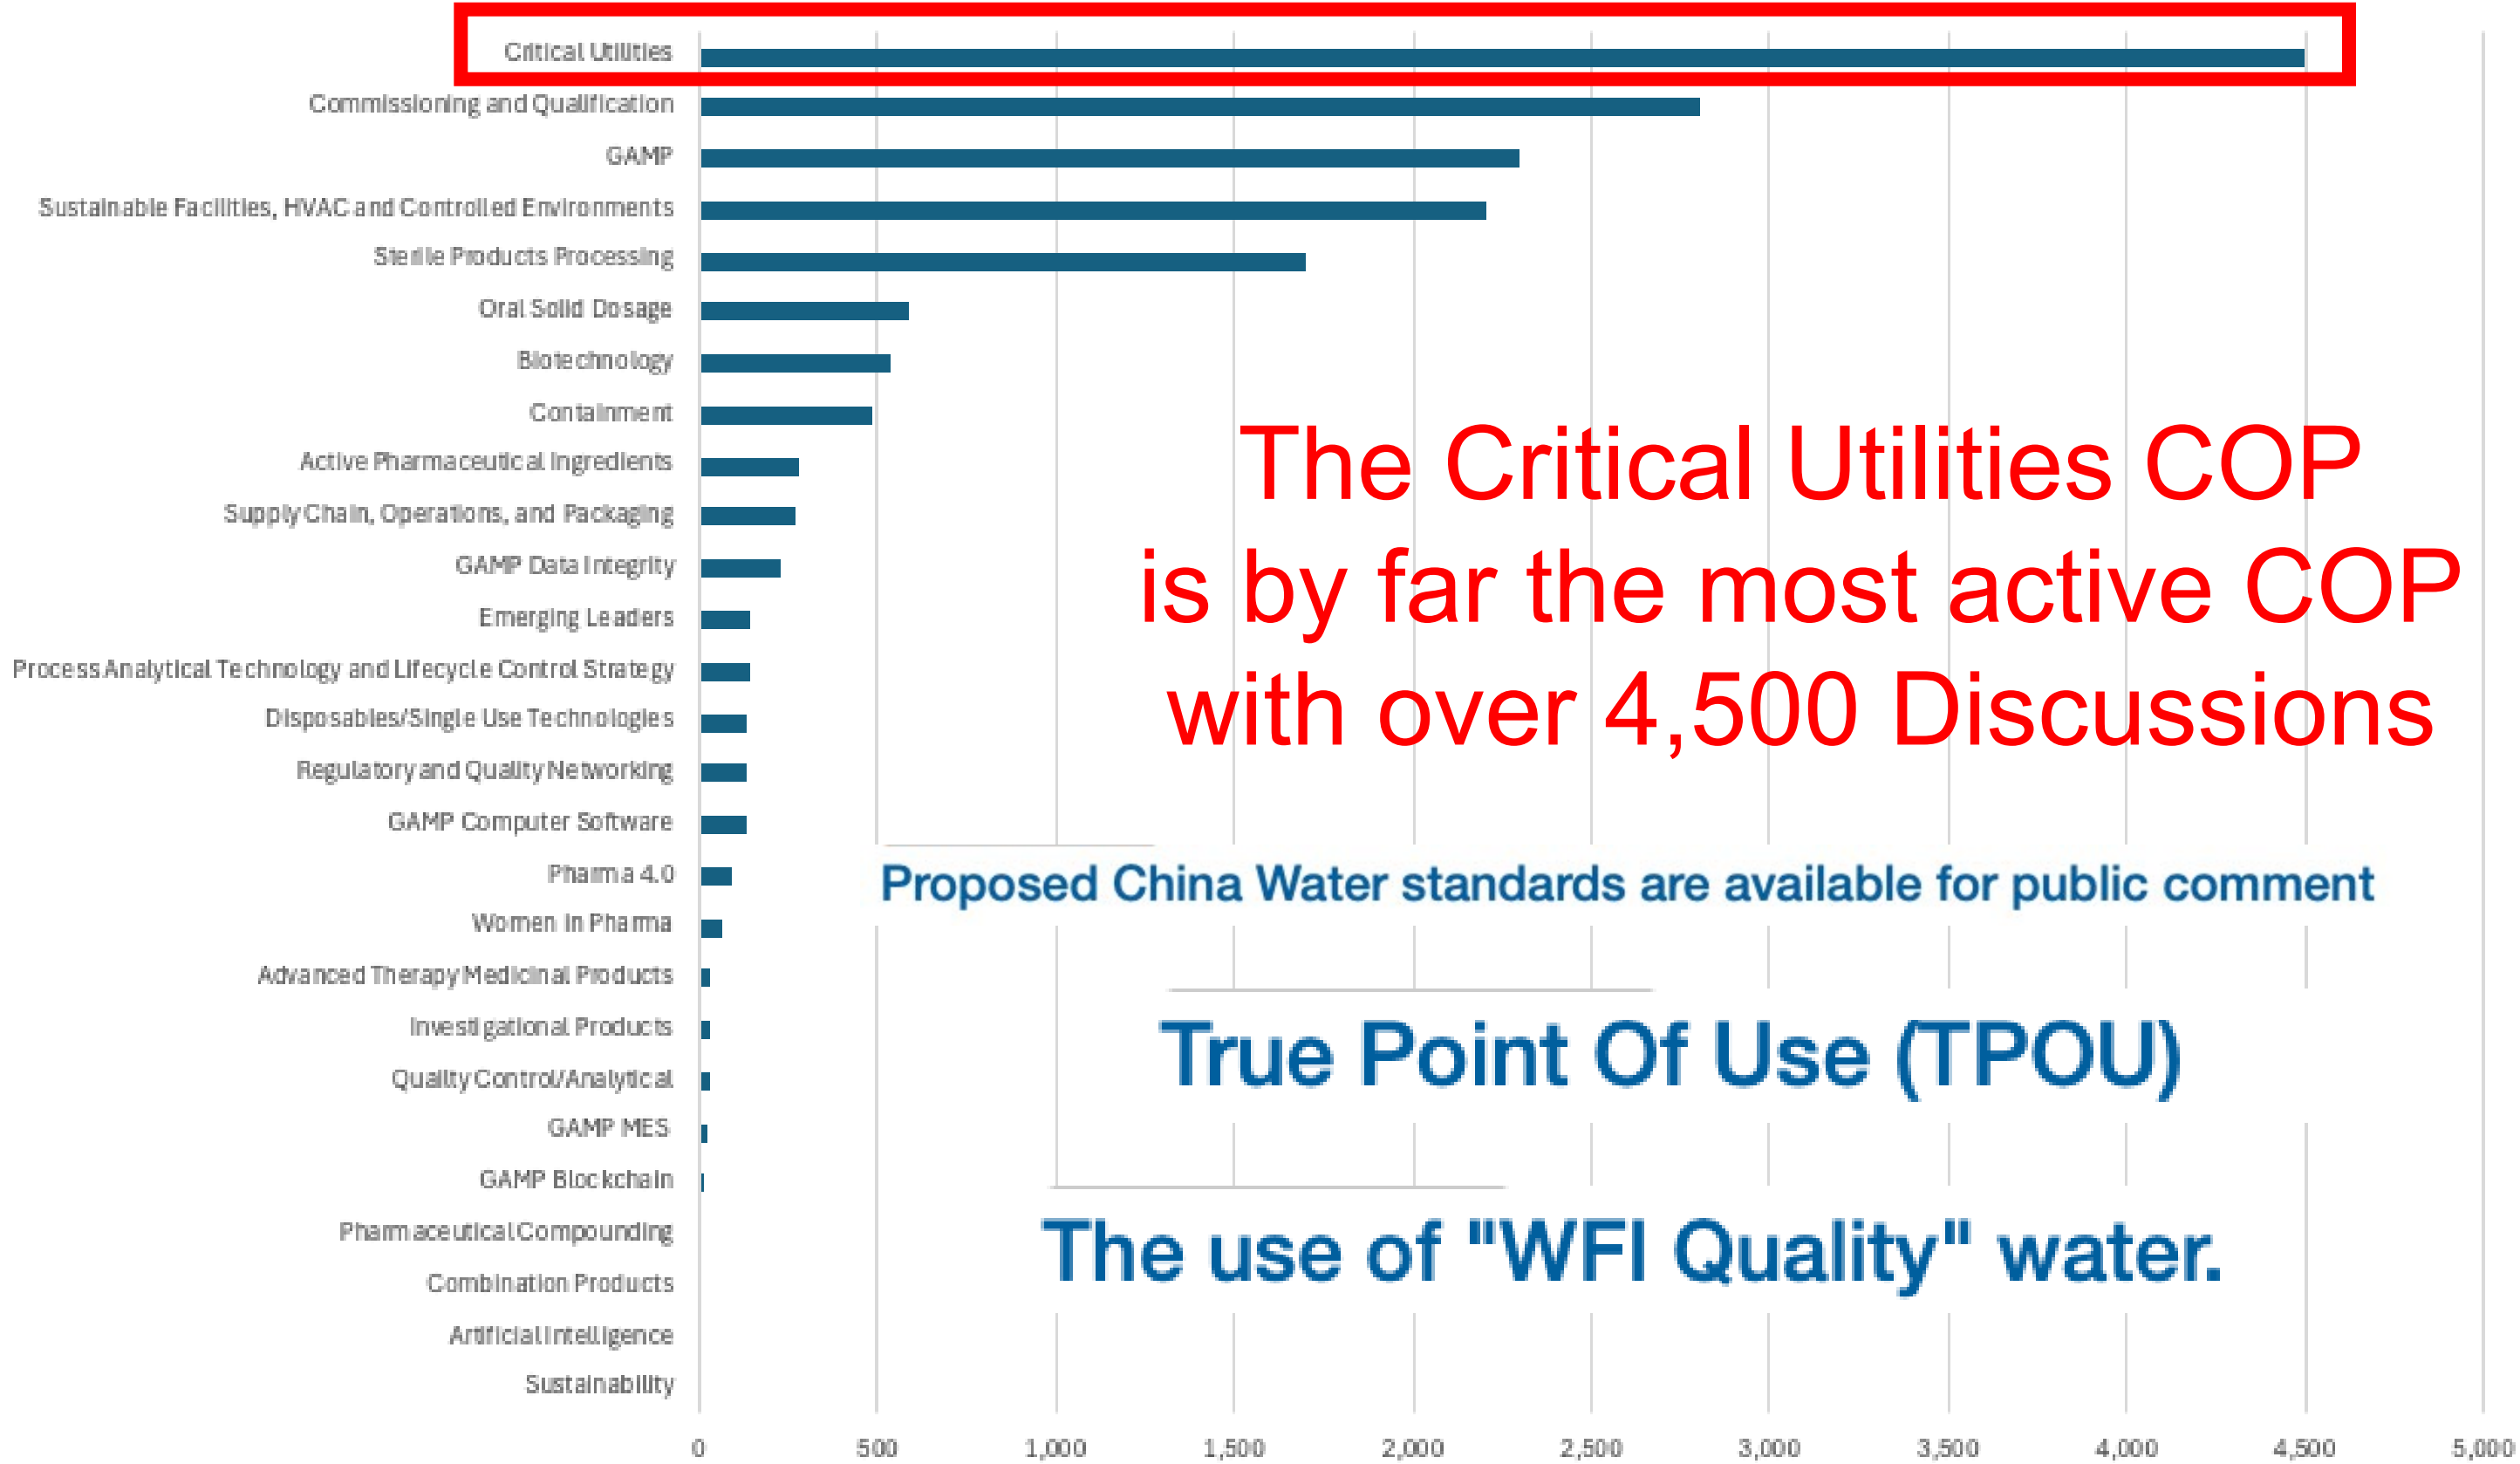 Critical Utilities
Commissioning and Qualification
GAMP
Sustainable Facilities, HVAC and Controlled Environments
Sterile Products Processing
Oral Solid Dosage
Biotechnology
Containment
Active Pharmaceutical Ingredients
Supply Chain, Operations, and Packaging
GAMP Data Integrity
Emerging Leaders
Process Analytical Technology and Lifecycle Control Strategy
Disposables/Single Use Technologies
Regulatory and Quality Networking
GAMP Computer Software
Pharma 4.0
Women in Pharma
Advanced Therapy Medicinal Products
Investigational Products
Quality Control/Analytical
GAMP MES
GAMP Blockchain
Pharmaceutical Compounding
Combination Products
Artificial Intelligence
Sustainability
The Critical Utilities COP
is by far the most active COP
with over 4,500 Discussions
Proposed China Water standards are available for public comment
True Point Of Use (TPOU)
The use of "WFI Quality" water.
0 500 1,000 1,500 2,000 2,500 3,000 3,500 4,000 4,500 5,000